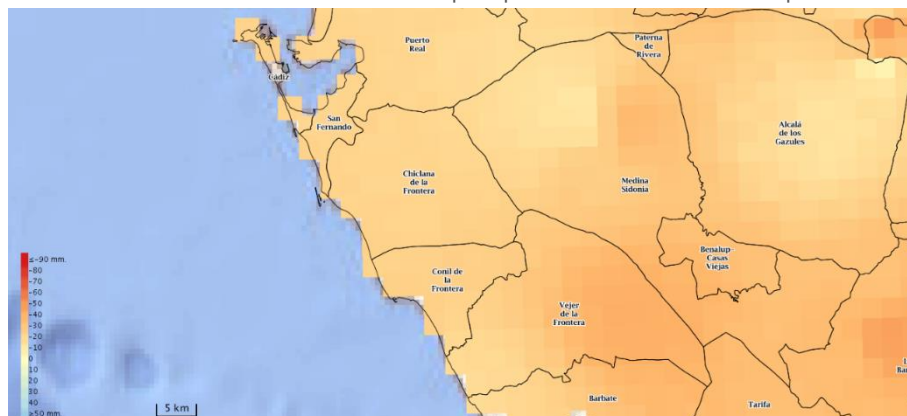 Puerto
Real
Paterna
de
Rivera
Cádiz
San
Fernando
Alcalá
de los
Gazules
Chiclana
de la
Frontera
Medina
Sidonia
Benalup-
Casas
Viejas
Conil de
la
Frontera
Vejer
de la
Frontera
Barbate
Tarifa
≤-90 mm.
-80
-70
-60
-50
-40
-30
-20
-10
0
10
20
30
40
≥50 mm.
5 km